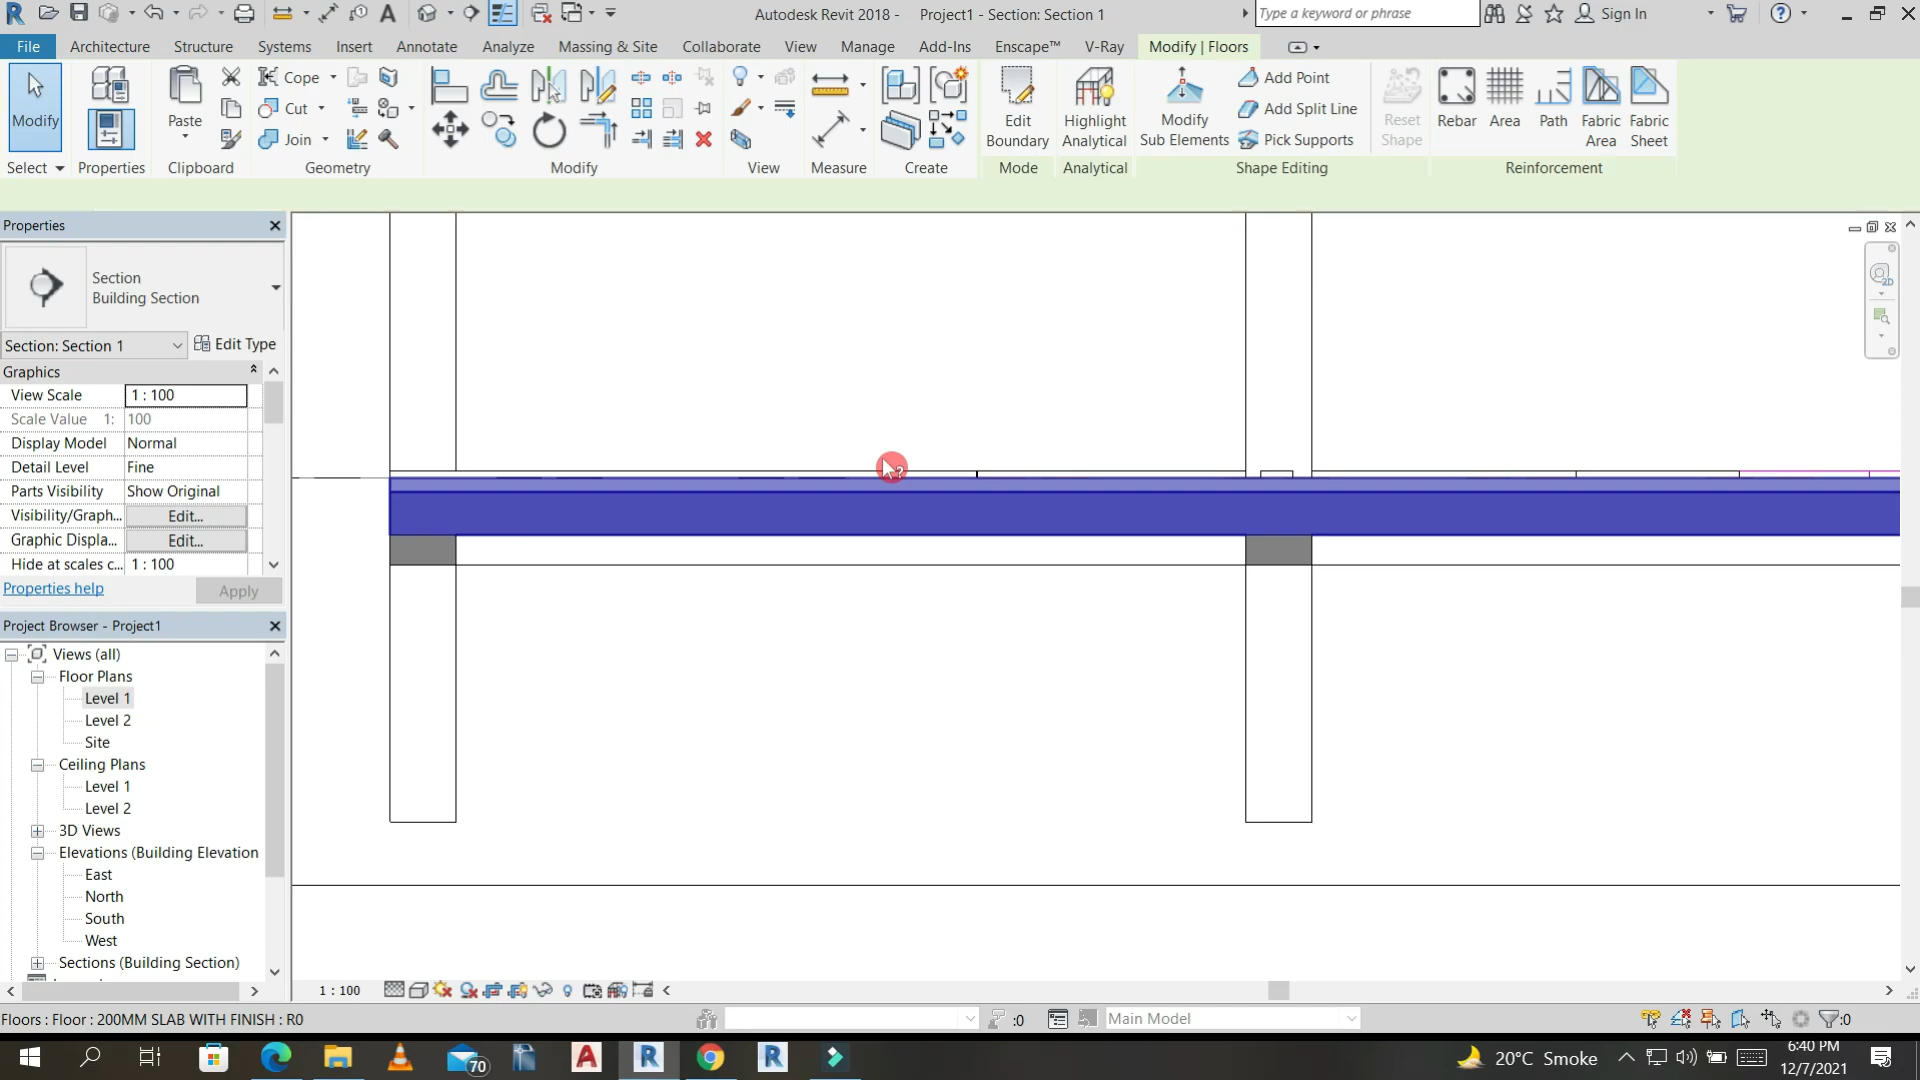 Autodesk Revit 2018 - Project1 - Section: Section 1
Type a keyword or phrase
Sign In
File Architecture Structure Systems Insert Annotate Analyze Massing & Site Collaborate View Manage Add-Ins Enscape™ V-Ray Modify | Floors
Modify
Paste
Cope
Cut
Join
Edit
Boundary
Highlight
Analytical
Modify
Sub Elements
Add Point
Add Split Line
Pick Supports
Reset
Shape
Rebar
Area
Path
Fabric
Area
Fabric
Sheet
Select Properties Clipboard Geometry Modify View Measure Create Mode Analytical Shape Editing Reinforcement
Properties
Section
Building Section
Section: Section 1
Edit Type
Graphics
View Scale 1 : 100
Scale Value 1: 100
Display Model Normal
Detail Level Fine
Parts Visibility Show Original
Visibility/Graph... Edit...
Graphic Displa... Edit...
Hide at scales c... 1 : 100
Properties help
Apply
Project Browser - Project1
Views (all)
Floor Plans
Level 1
Level 2
Site
Ceiling Plans
Level 1
Level 2
3D Views
Elevations (Building Elevation
East
North
South
West
Sections (Building Section)
2D
1 : 100
Floors : Floor : 200MM SLAB WITH FINISH : R0
:0
Main Model
:0
70
20°C Smoke
6:40 PM
12/7/2021